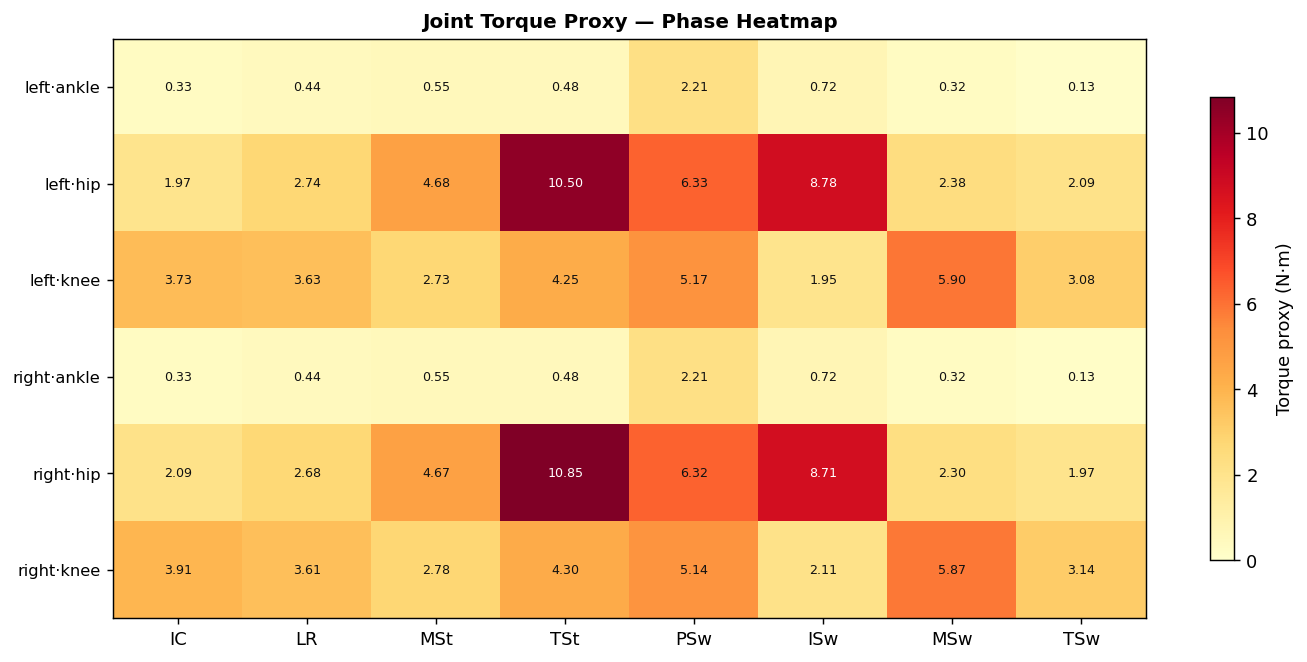 Joint Torque Proxy — Phase Heatmap
left·ankle 0.33 0.44 0.55 0.48 2.21 0.72 0.32 0.13
left·hip 1.97 2.74 4.68 10.50 6.33 8.78 2.38 2.09
left·knee 3.73 3.63 2.73 4.25 5.17 1.95 5.90 3.08
right·ankle 0.33 0.44 0.55 0.48 2.21 0.72 0.32 0.13
right·hip 2.09 2.68 4.67 10.85 6.32 8.71 2.30 1.97
right·knee 3.91 3.61 2.78 4.30 5.14 2.11 5.87 3.14
IC LR MSt TSt PSw ISw MSw TSw
10
8
6
4
2
0
Torque proxy (N·m)